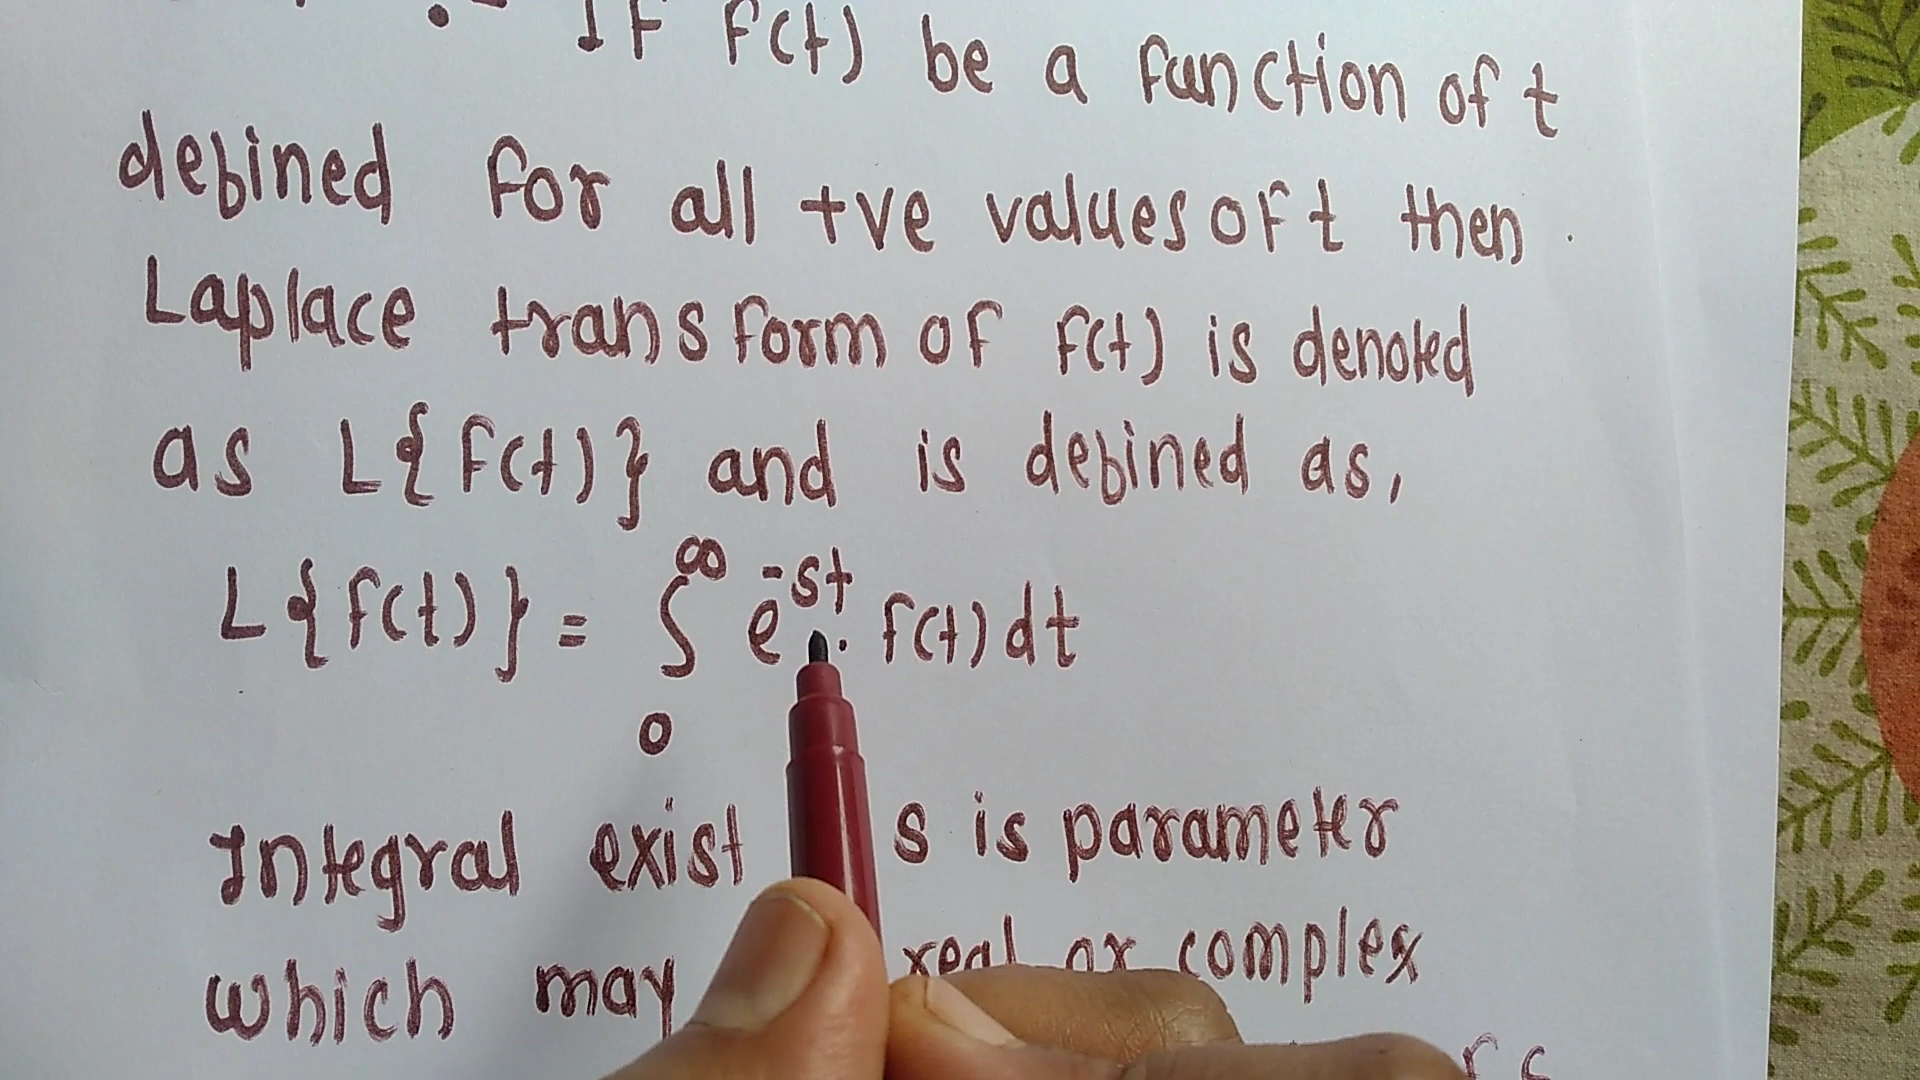 If f(t) be a function of t
defined for all +ve values of t then
Laplace transform of f(t) is denoted
as L{f(t)} and is defined as,
L{f(t)} = ∫₀^∞ e^-st . f(t) dt
Integral exist s is parameter
which may real or complex